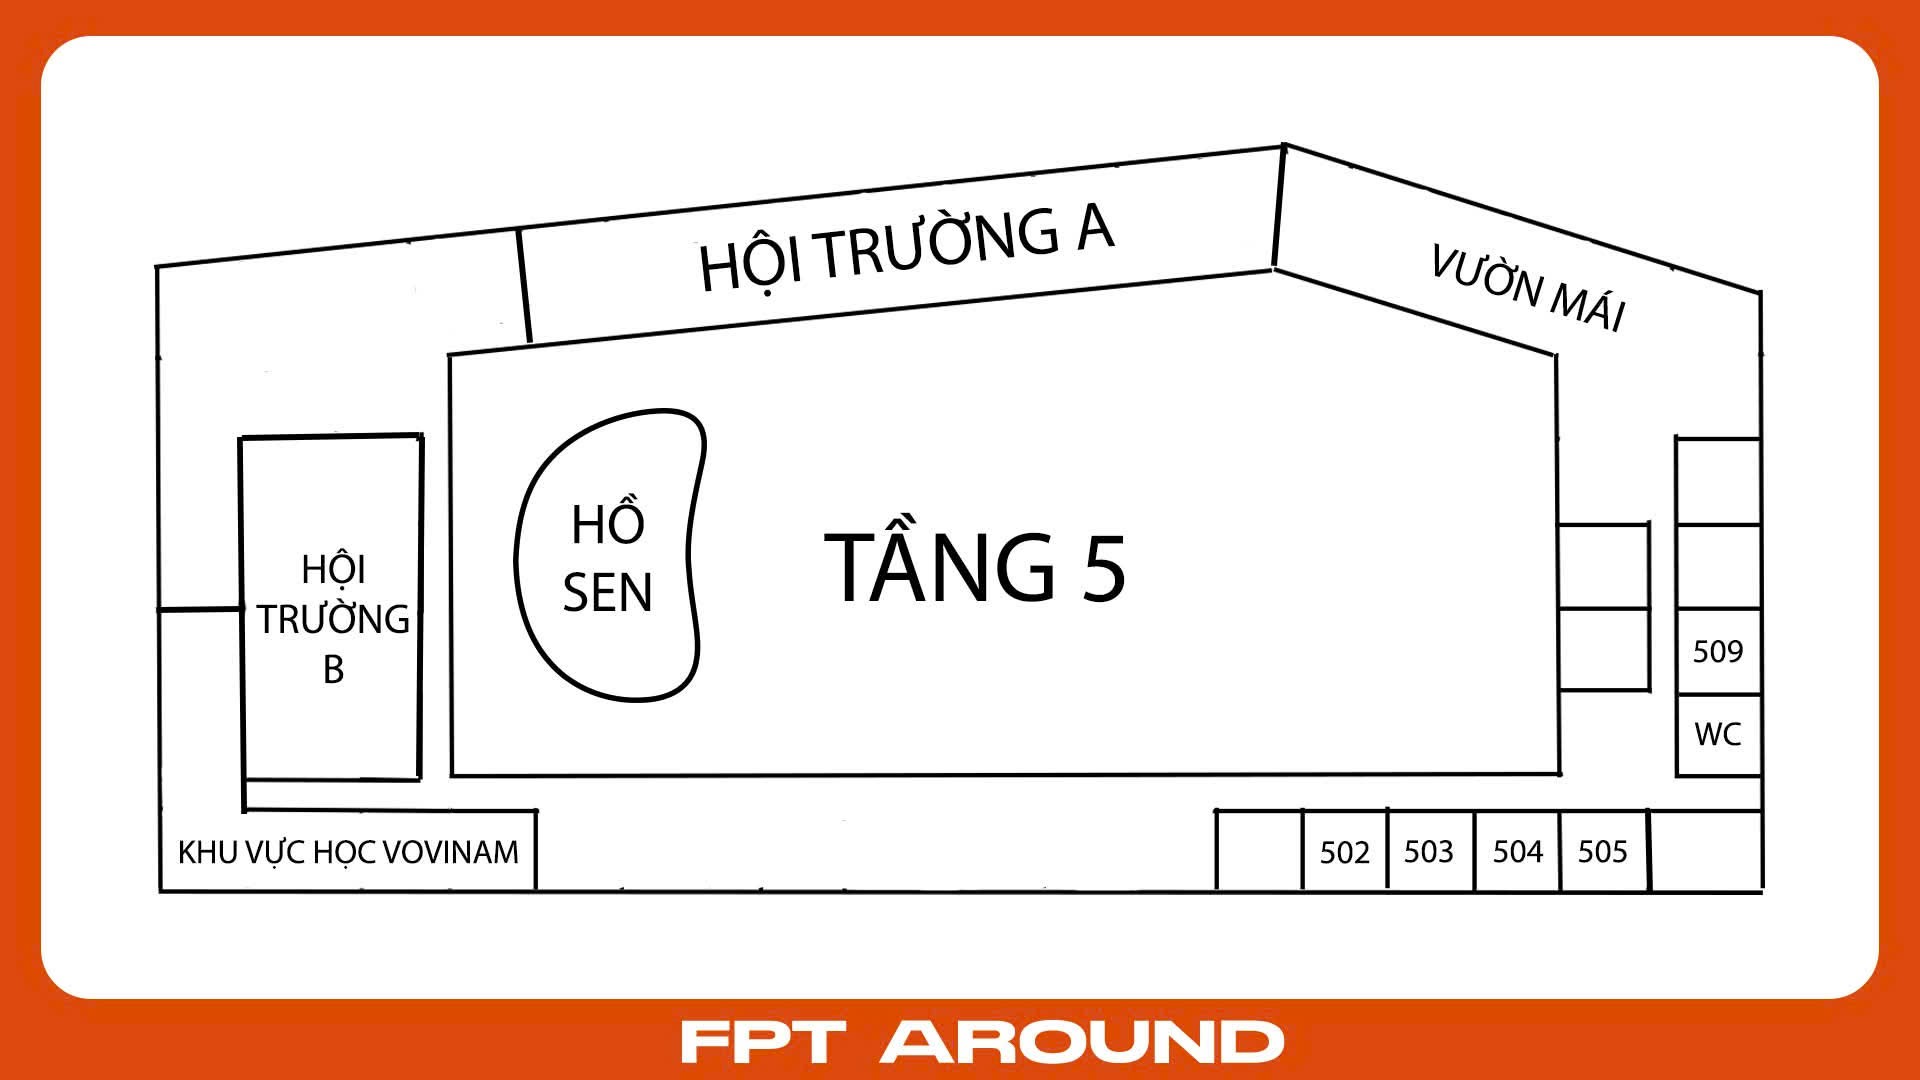 HỘI TRƯỜNG A
VƯỜN MÁI
HỒ
SEN
TẦNG 5
HỘI
TRƯỜNG
B
509
WC
KHU VỰC HỌC VOVINAM
502
503
504
505
FPT AROUND